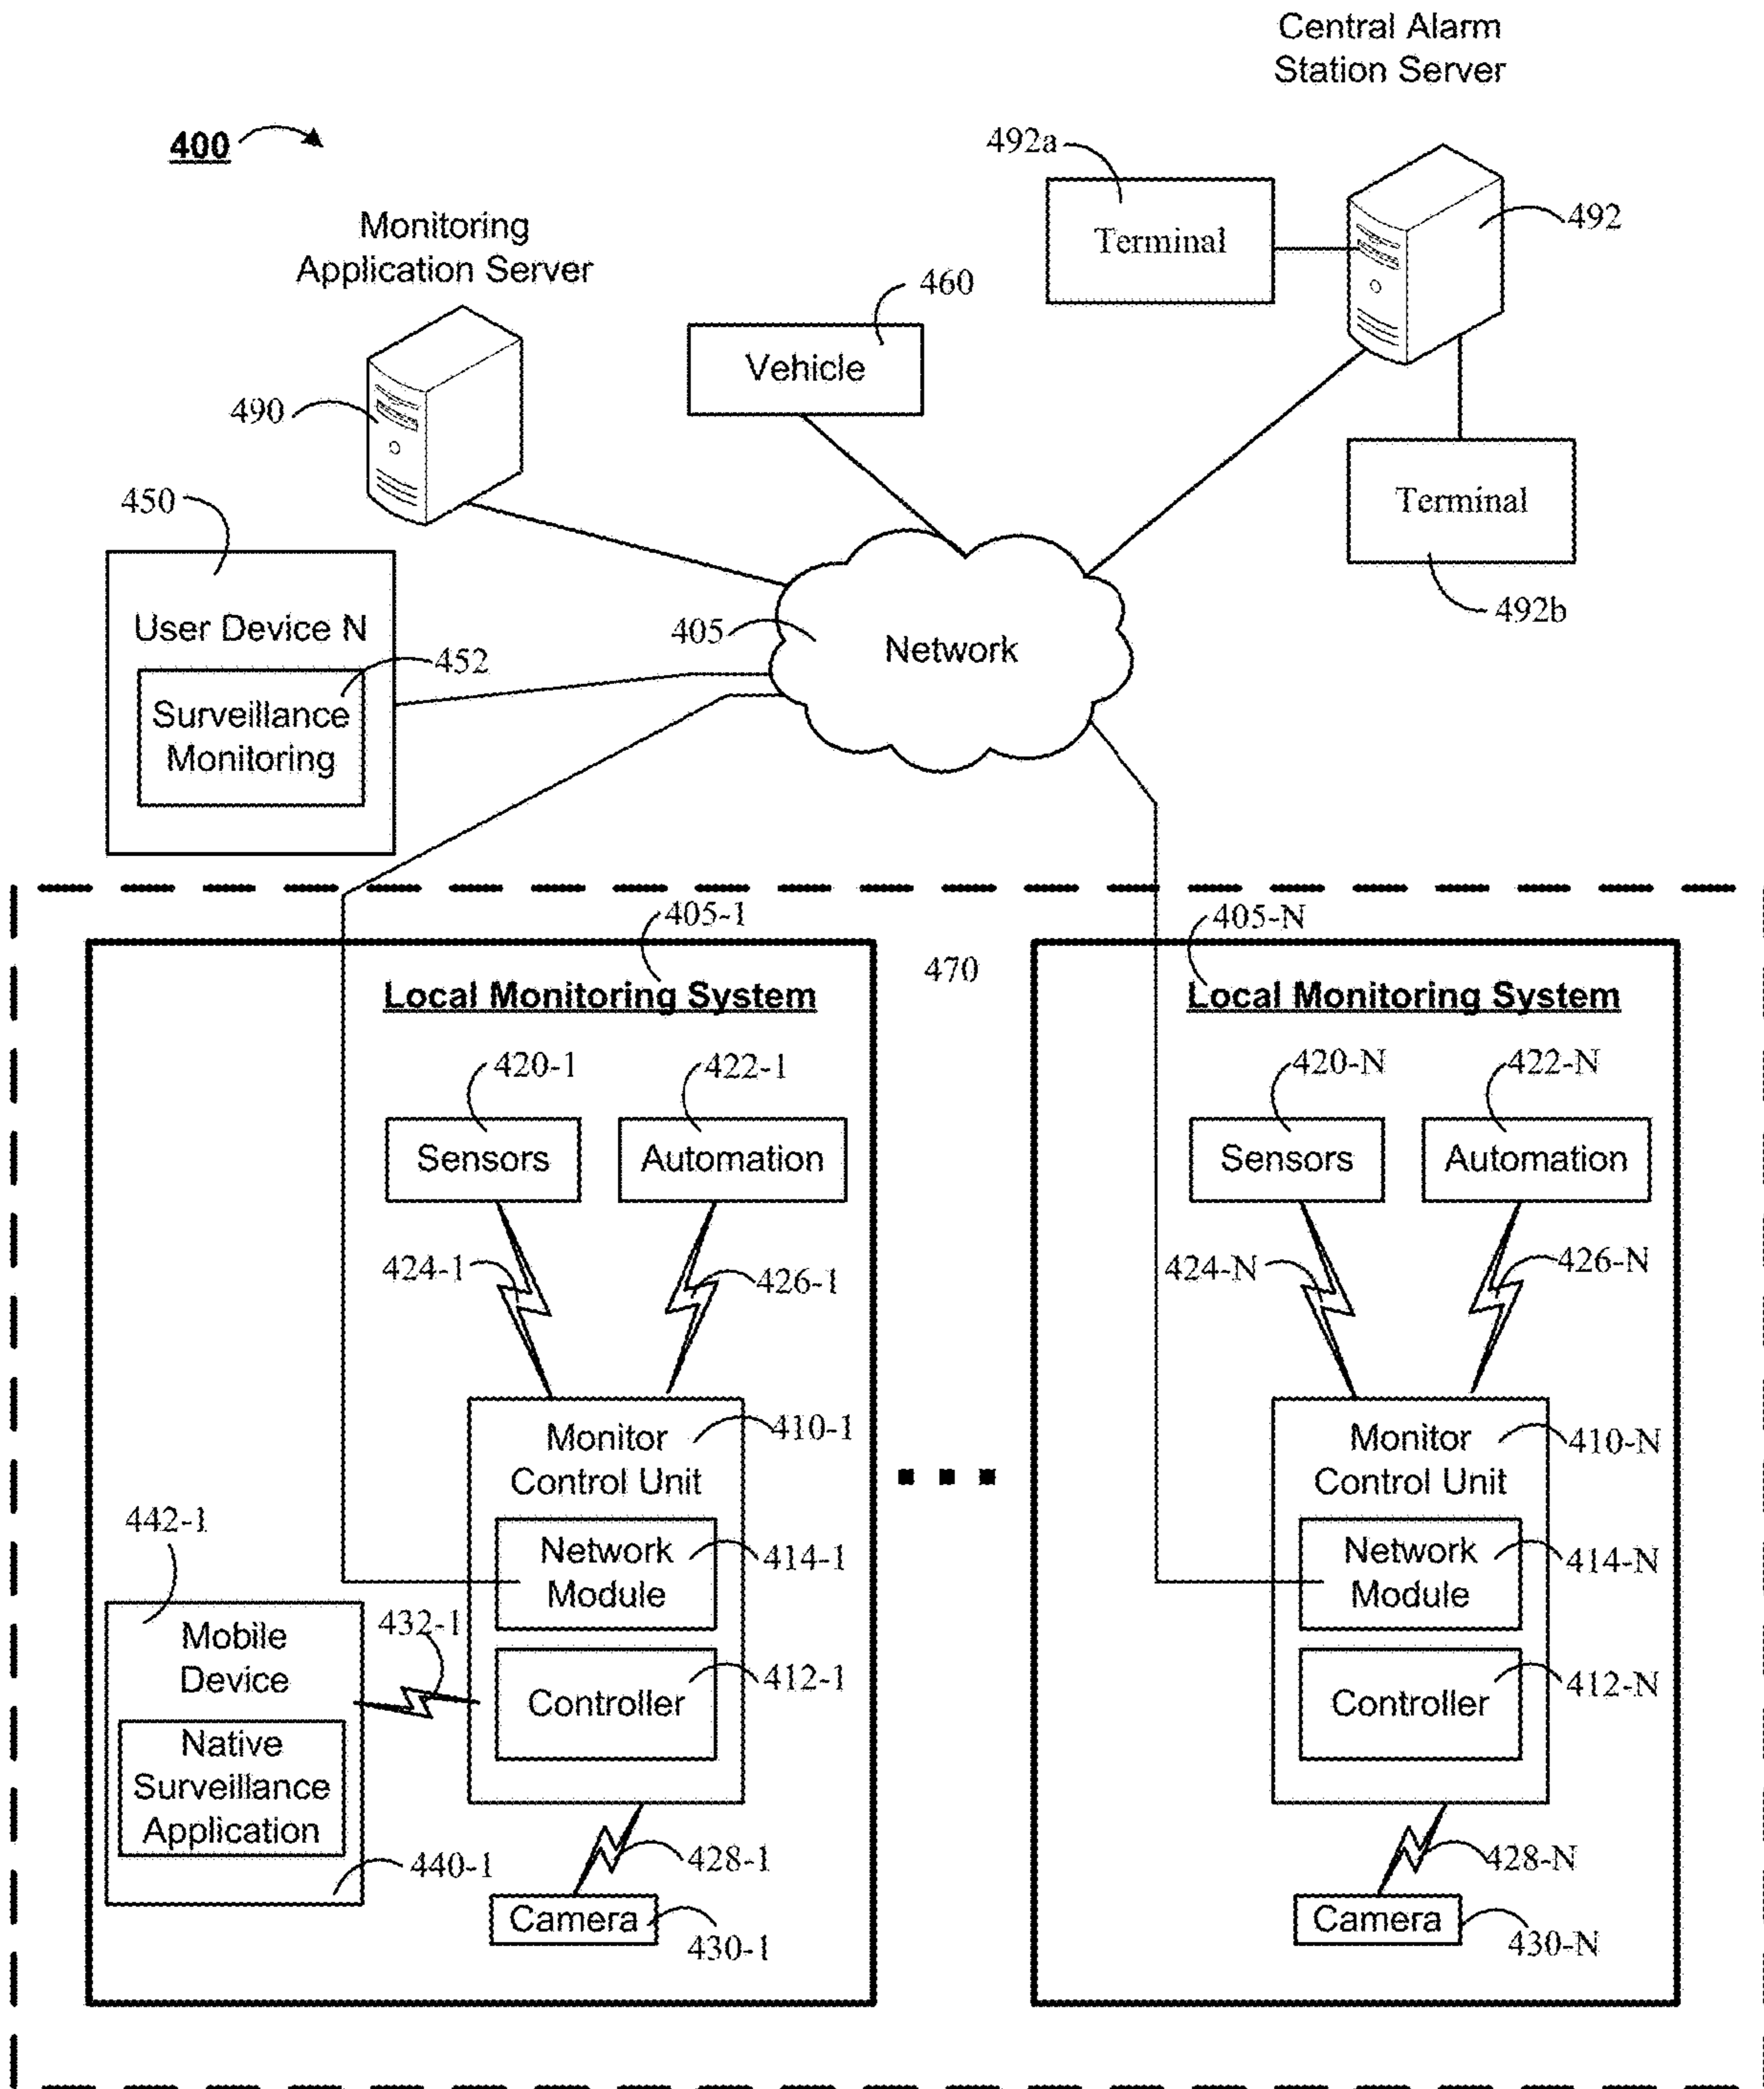 Central Alarm
Station Server
400
492a
Terminal
492
Monitoring
Application Server
460
Vehicle
490
Terminal
492b
450
User Device N
452
Surveillance
Monitoring
405
Network
405-1
405-N
470
Local Monitoring System
Local Monitoring System
420-1
422-1
420-N
422-N
Sensors
Automation
Sensors
Automation
424-1
426-1
424-N
426-N
Monitor
Control Unit
410-1
Monitor
Control Unit
410-N
442-1
Network
Module
414-1
Network
Module
414-N
Mobile
Device
432-1
Controller
412-1
Controller
412-N
Native
Surveillance
Application
440-1
428-1
428-N
Camera
430-1
Camera
430-N